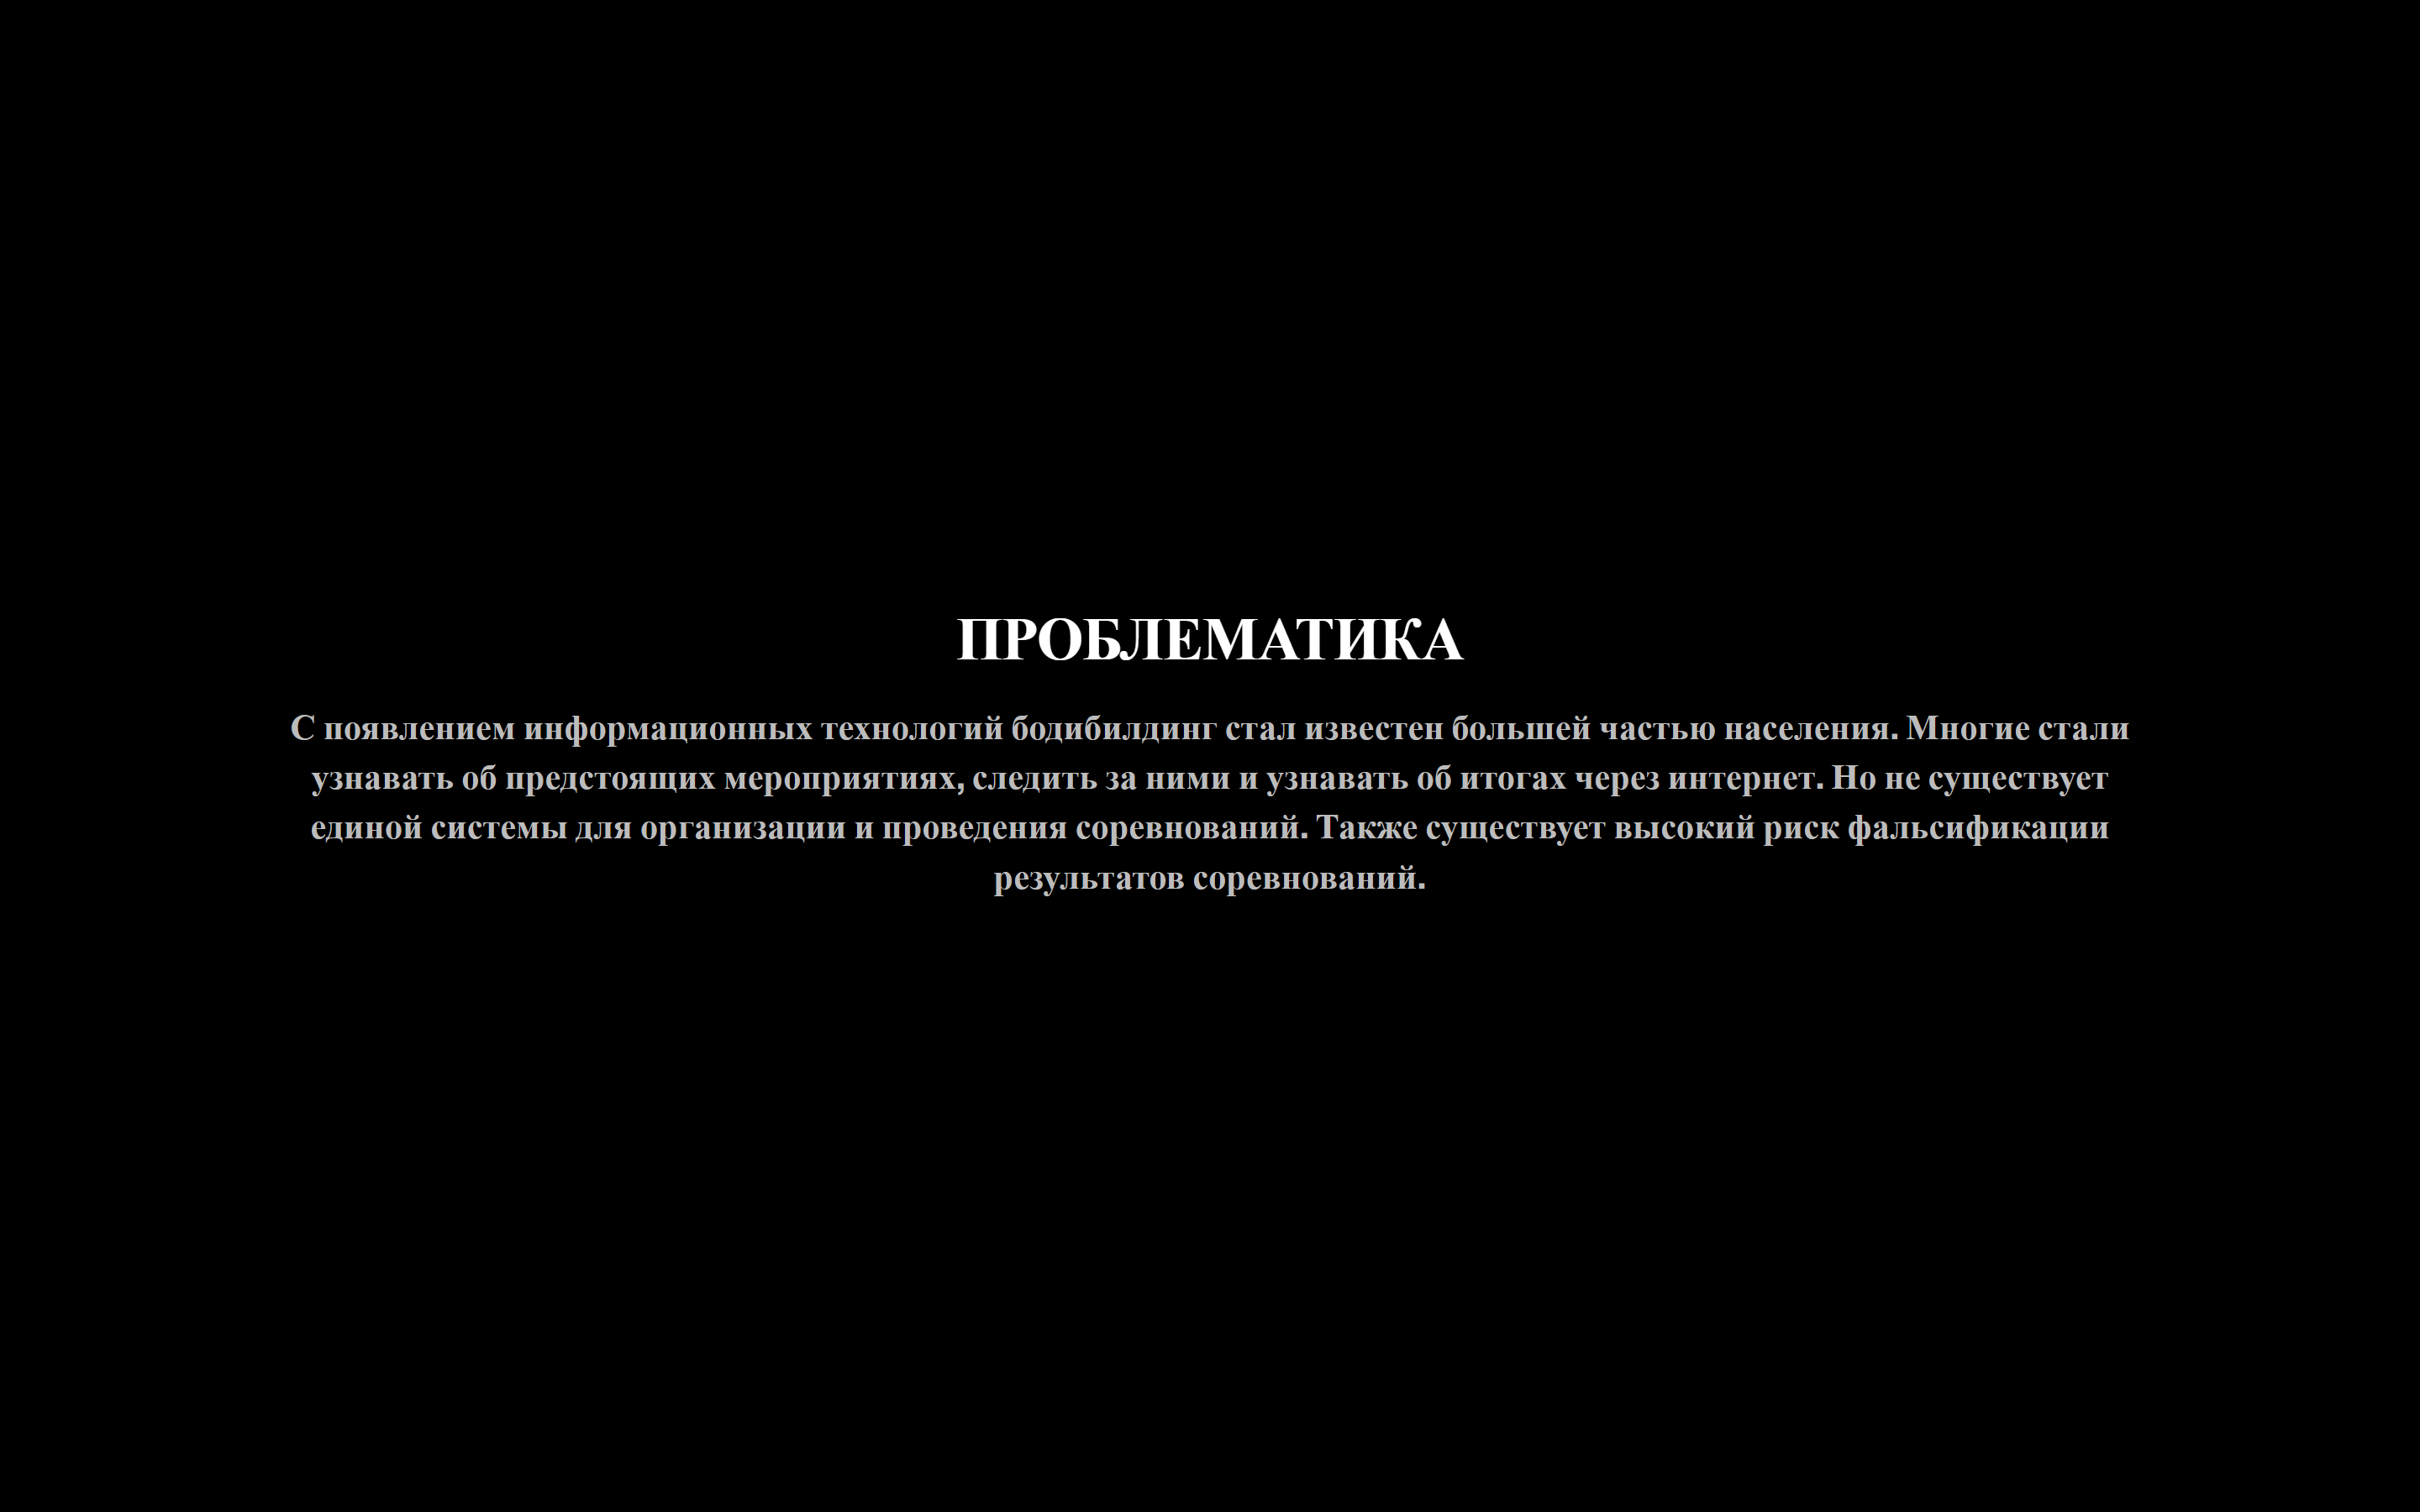 ПРОБЛЕМАТИКА
С появлением информационных технологий бодибилдинг стал известен большей частью населения. Многие стали
узнавать об предстоящих мероприятиях, следить за ними и узнавать об итогах через интернет. Но не существует
единой системы для организации и проведения соревнований. Также существует высокий риск фальсификации
результатов соревнований.